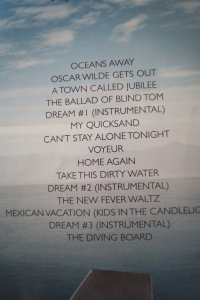 OCEANS AWAY
OSCAR WILDE GETS OUT
A TOWN CALLED JUBILEE
THE BALLAD OF BLIND TOM
DREAM #1 (INSTRUMENTAL)
MY QUICKSAND
CAN'T STAY ALONE TONIGHT
VOYEUR
HOME AGAIN
TAKE THIS DIRTY WATER
DREAM #2 (INSTRUMENTAL)
THE NEW FEVER WALTZ
MEXICAN VACATION (KIDS IN THE CANDLELIG
DREAM #3 (INSTRUMENTAL)
THE DIVING BOARD